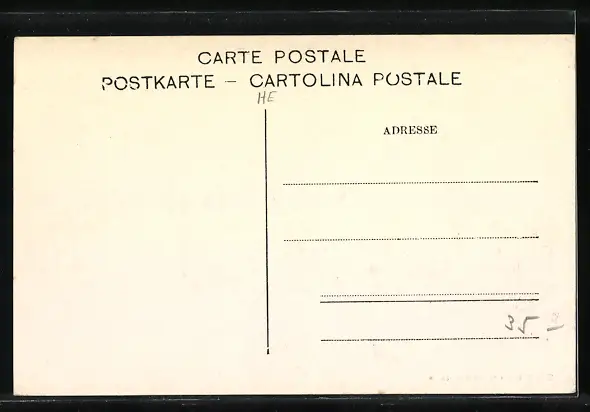 CARTE POSTALE
POSTKARTE – CARTOLINA POSTALE
HE
ADRESSE
35